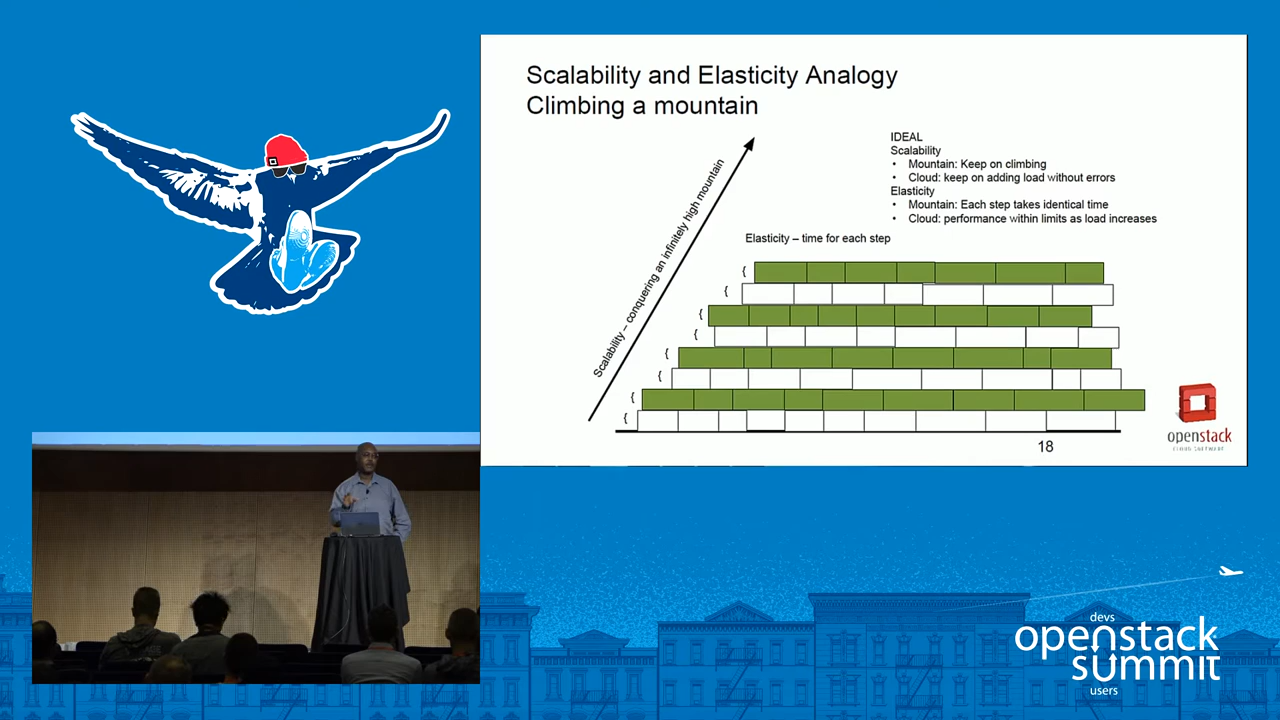 Scalability and Elasticity Analogy
Climbing a mountain
IDEAL
Scalability
• Mountain: Keep on climbing
• Cloud: keep on adding load without errors
Elasticity
• Mountain: Each step takes identical time
• Cloud: performance within limits as load increases
Scalability – conquering an infinitely high mountain
Elasticity – time for each step
{
{
{
{
{
{
{
{
18
openstack
CLOUD SOFTWARE
devs
openstack
summit
users